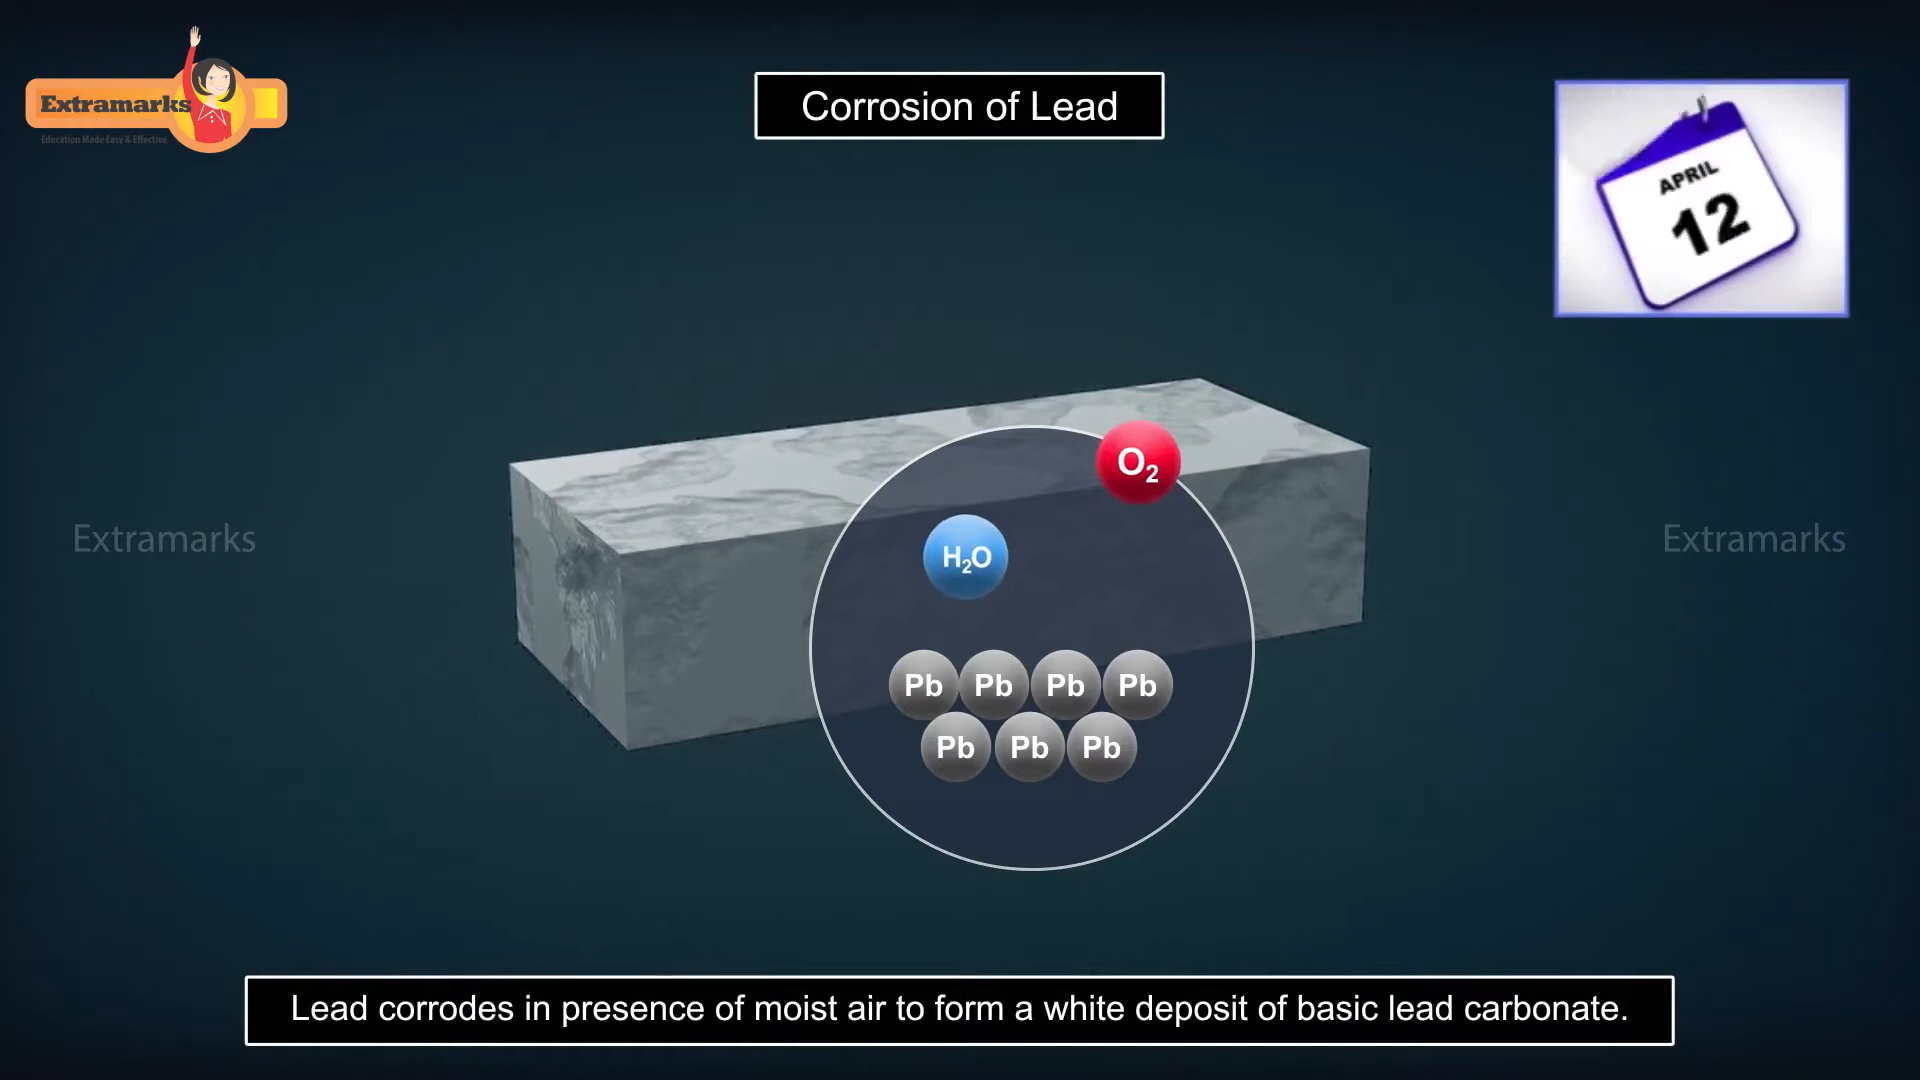 Extramarks
Education Made Easy & Effective
Corrosion of Lead
APRIL
12
O₂
Extramarks
H₂O
Extramarks
Pb Pb Pb Pb
Pb Pb Pb
Lead corrodes in presence of moist air to form a white deposit of basic lead carbonate.